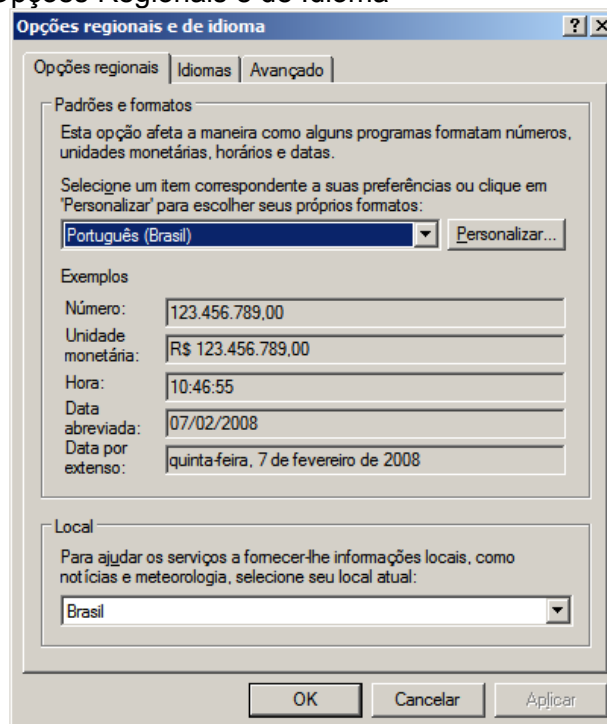 Opções Regionais e de Idioma
Opções regionais e de idioma
Opções regionais Idiomas Avançado
Padrões e formatos
Esta opção afeta a maneira como alguns programas formatam números,
unidades monetárias, horários e datas.
Selecione um item correspondente a suas preferências ou clique em
'Personalizar' para escolher seus próprios formatos:
Português (Brasil) Personalizar...
Exemplos
Número: 123.456.789,00
Unidade
monetária: R$ 123.456.789,00
Hora: 10:46:55
Data
abreviada: 07/02/2008
Data por
extenso: quinta-feira, 7 de fevereiro de 2008
Local
Para ajudar os serviços a fornecer-lhe informações locais, como
notícias e meteorologia, selecione seu local atual:
Brasil
OK Cancelar Aplicar